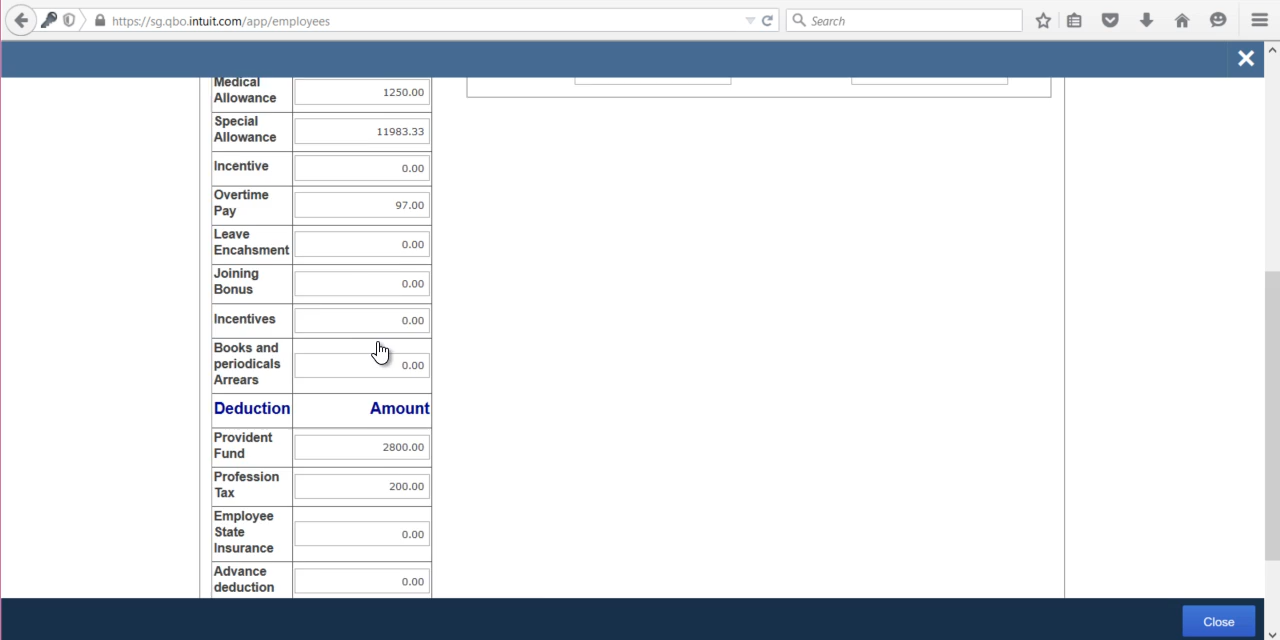 https://sg.qbo.intuit.com/app/employees
Search
Medical
Allowance
1250.00
Special
Allowance
11983.33
Incentive
0.00
Overtime
Pay
97.00
Leave
Encahsment
0.00
Joining
Bonus
0.00
Incentives
0.00
Books and
periodicals
Arrears
0.00
Deduction Amount
Provident
Fund
2800.00
Profession
Tax
200.00
Employee
State
Insurance
0.00
Advance
deduction
0.00
Close